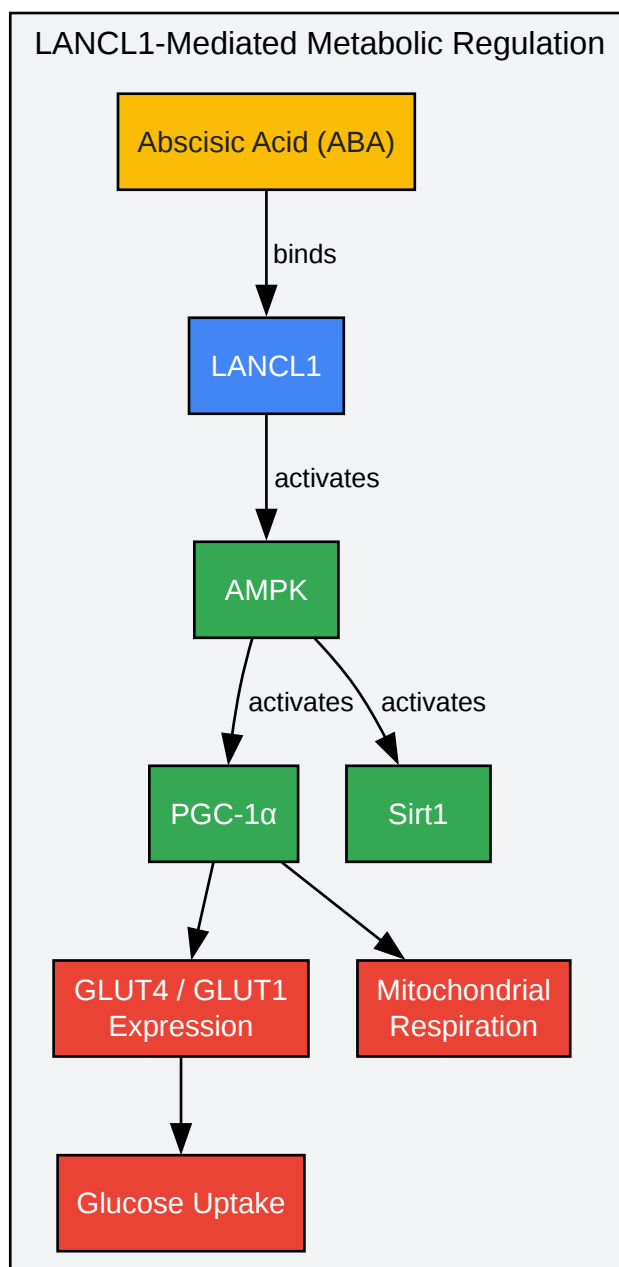 LANCL1-Mediated Metabolic Regulation
Abscisic Acid (ABA)
binds
LANCL1
activates
AMPK
activates
activates
PGC-1α
Sirt1
GLUT4 / GLUT1
Expression
Mitochondrial
Respiration
Glucose Uptake